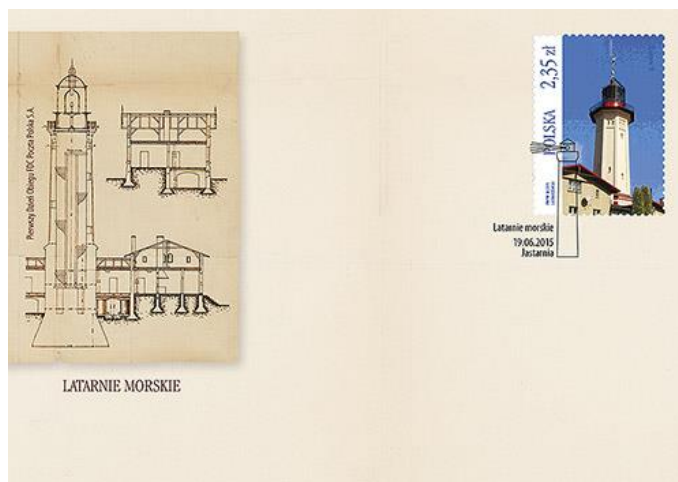 Pierwszy Dzień Obiegu FDC Poczta Polska S.A.
LATARNIE MORSKIE
POLSKA 2,35 zł
Latarnie morskie
19.06.2015
Jastarnia